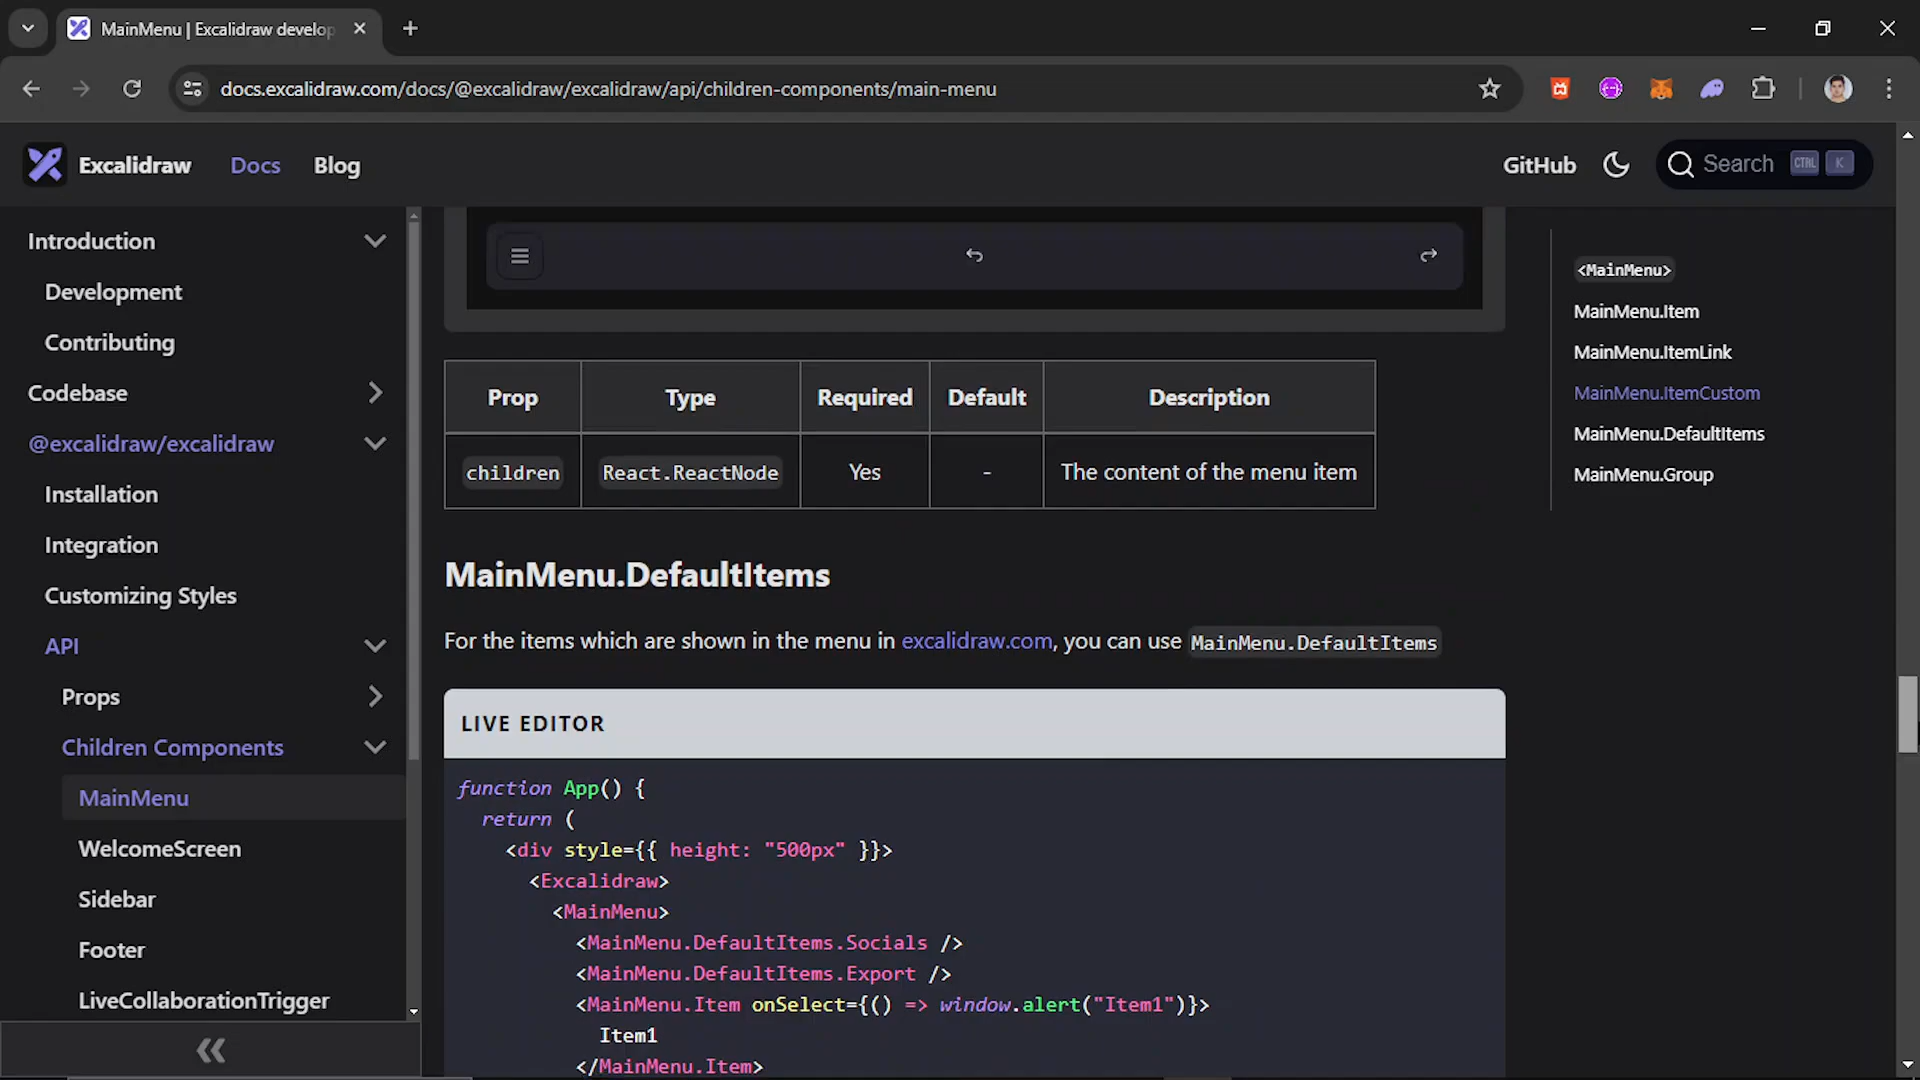 MainMenu | Excalidraw develop
docs.excalidraw.com/docs/@excalidraw/excalidraw/api/children-components/main-menu
Excalidraw
Docs
Blog
GitHub
Search
CTRL
K
Introduction
Development
Contributing
Codebase
@excalidraw/excalidraw
Installation
Integration
Customizing Styles
API
Props
Children Components
MainMenu
WelcomeScreen
Sidebar
Footer
LiveCollaborationTrigger
Prop Type Required Default Description
children React.ReactNode Yes - The content of the menu item
MainMenu.DefaultItems
For the items which are shown in the menu in excalidraw.com, you can use MainMenu.DefaultItems
LIVE EDITOR
function App() {
return (
<div style={{ height: "500px" }}>
<Excalidraw>
<MainMenu>
<MainMenu.DefaultItems.Socials />
<MainMenu.DefaultItems.Export />
<MainMenu.Item onSelect={() => window.alert("Item1")}>
Item1
</MainMenu.Item>
<MainMenu>
MainMenu.Item
MainMenu.ItemLink
MainMenu.ItemCustom
MainMenu.DefaultItems
MainMenu.Group